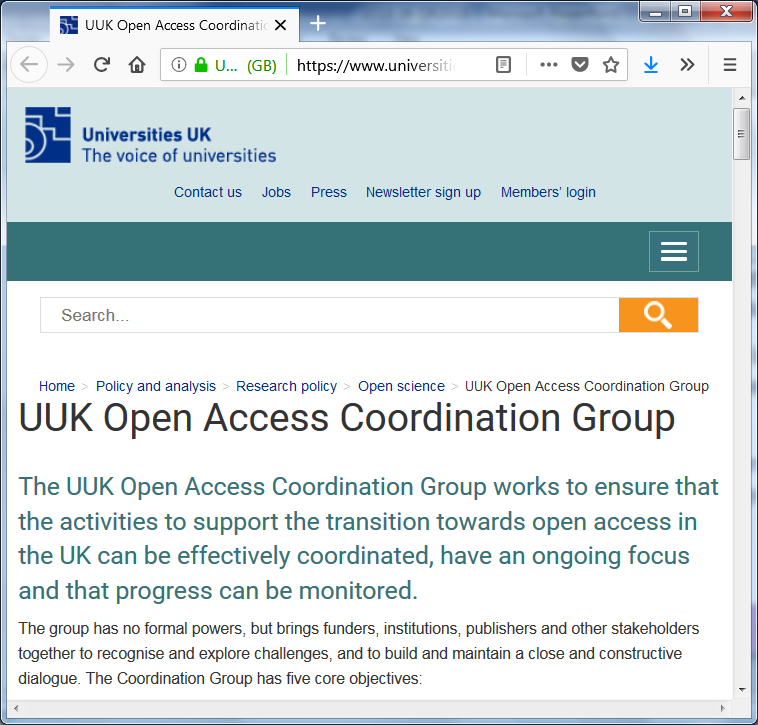 UUK Open Access Coordinatio
U... (GB) https://www.universiti
Universities UK
The voice of universities
Contact us Jobs Press Newsletter sign up Members' login
Search...
Home > Policy and analysis > Research policy > Open science > UUK Open Access Coordination Group
UUK Open Access Coordination Group
The UUK Open Access Coordination Group works to ensure that
the activities to support the transition towards open access in
the UK can be effectively coordinated, have an ongoing focus
and that progress can be monitored.
The group has no formal powers, but brings funders, institutions, publishers and other stakeholders
together to recognise and explore challenges, and to build and maintain a close and constructive
dialogue. The Coordination Group has five core objectives: